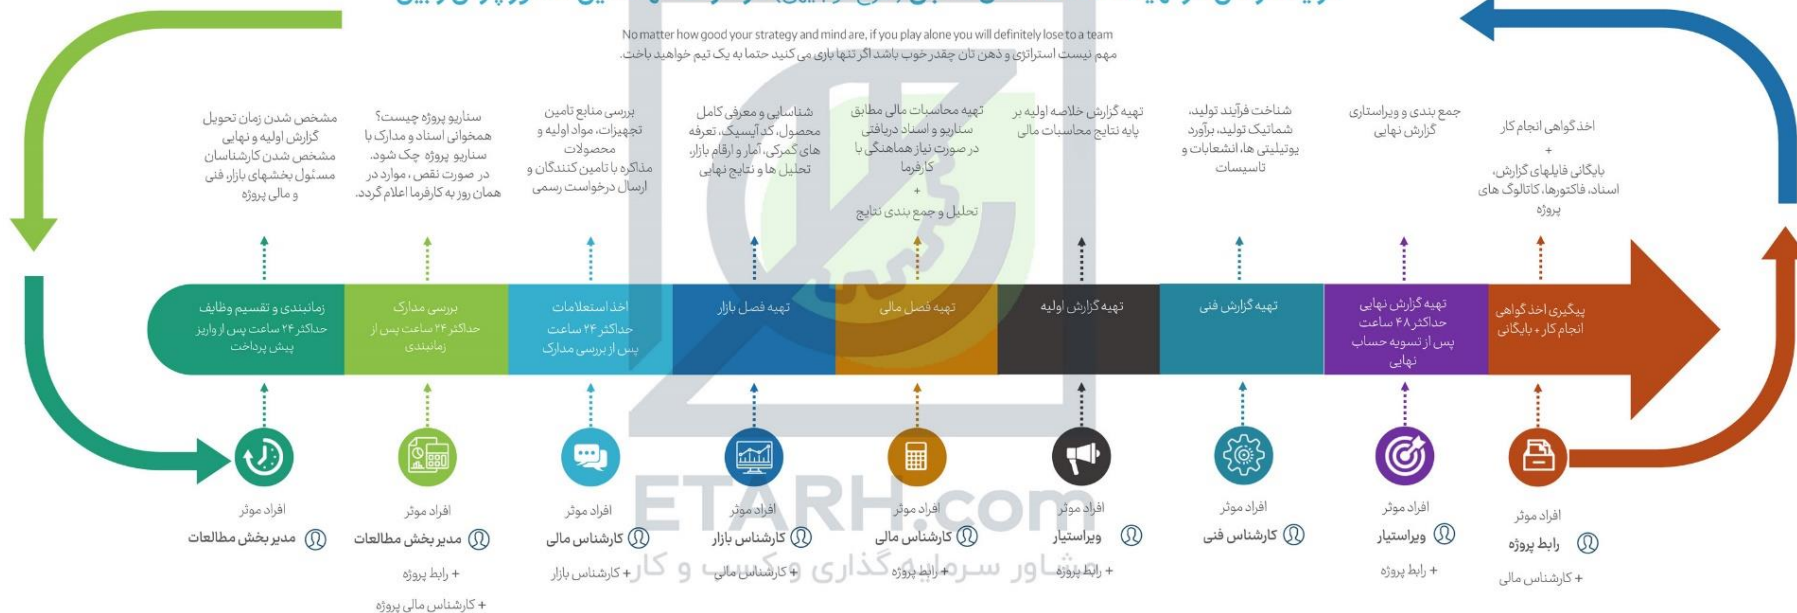 No matter how good your strategy and mind are, if you play alone you will definitely lose to a team
مهم نیست استراتژی و ذهن تان چقدر خوب باشد اگر تنها بازی می کنید حتما به یک تیم خواهید باخت.
مشخص شدن زمان تحویل
گزارش اولیه و نهایی
مشخص شدن کارشناسان
مسئول بخشهای بازار، فنی
و مالی پروژه
سناریو پروژه چیست؟
همخوانی اسناد و مدارک با
سناریو پروژه چک شود.
در صورت نقص، موارد در
همان روز به کارفرما اعلام گردد.
بررسی منابع تامین
تجهیزات، مواد اولیه و
محصولات
مذاکره با تامین کنندگان و
ارسال درخواست رسمی
شناسایی و معرفی کامل
محصول، کد آیسیک، تعرفه
های گمرکی، آمار و ارقام بازار،
تحلیل ها و نتایج نهایی
تهیه محاسبات مالی مطابق
سناریو و اسناد دریافتی
در صورت نیاز هماهنگی با
کارفرما
+
تحلیل و جمع بندی نتایج
تهیه گزارش خلاصه اولیه بر
پایه نتایج محاسبات مالی
شناخت فرآیند تولید،
شماتیک تولید، برآورد
یوتیلیتی ها، انشعابات و
تاسیسات
جمع بندی و ویراستاری
گزارش نهایی
اخذ گواهی انجام کار
+
بایگانی فایلهای گزارش،
اسناد، فاکتورها، کاتالوگ های
پروژه
زمانبندی و تقسیم وظایف
حداکثر ۲۴ ساعت پس از واریز
پیش پرداخت
بررسی مدارک
حداکثر ۲۴ ساعت پس از
زمانبندی
اخذ استعلامات
حداکثر ۲۴ ساعت
پس از بررسی مدارک
تهیه فصل بازار
تهیه فصل مالی
تهیه گزارش اولیه
تهیه گزارش فنی
تهیه گزارش نهایی
حداکثر ۴۸ ساعت
پس از تسویه حساب
نهایی
پیگیری اخذ گواهی
انجام کار + بایگانی
افراد موثر
مدیر بخش مطالعات
افراد موثر
مدیر بخش مطالعات
+ رابط پروژه
+ کارشناس مالی پروژه
افراد موثر
کارشناس مالی
+ کارشناس بازار
افراد موثر
کارشناس بازار
+ کارشناس مالی
افراد موثر
کارشناس مالی
+ رابط پروژه
افراد موثر
ویراستیار
+ رابط پروژه
افراد موثر
کارشناس فنی
افراد موثر
ویراستیار
+ رابط پروژه
افراد موثر
رابط پروژه
+ کارشناس مالی
ETARH.com
مشاور سرمایه گذاری و کسب و کار